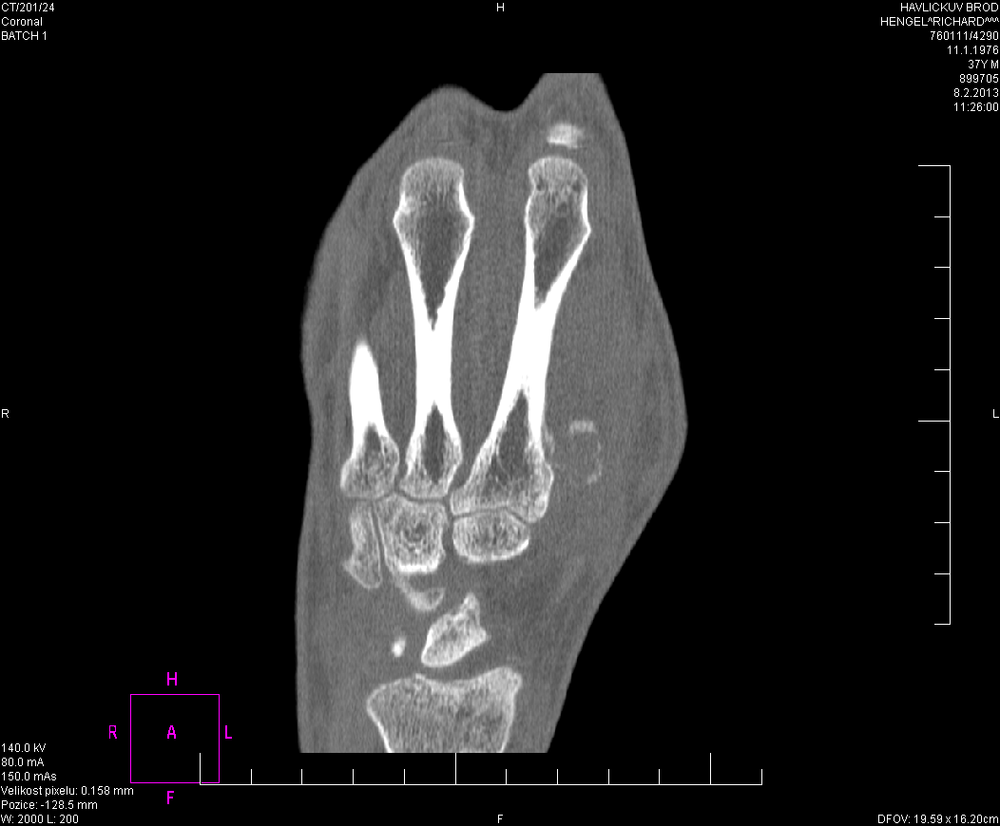 CT/201/24
Coronal
BATCH 1
H
HAVLICKUV BROD
HENGEL^RICHARD^^^
760111/4290
11.1.1976
37Y M
899705
8.2.2013
11:26:00
R
L
H
R
A
L
F
140.0 kV
80.0 mA
150.0 mAs
Velikost pixelu: 0.158 mm
Pozice: -128.5 mm
W: 2000 L: 200
F
DFOV: 19.59 x 16.20cm